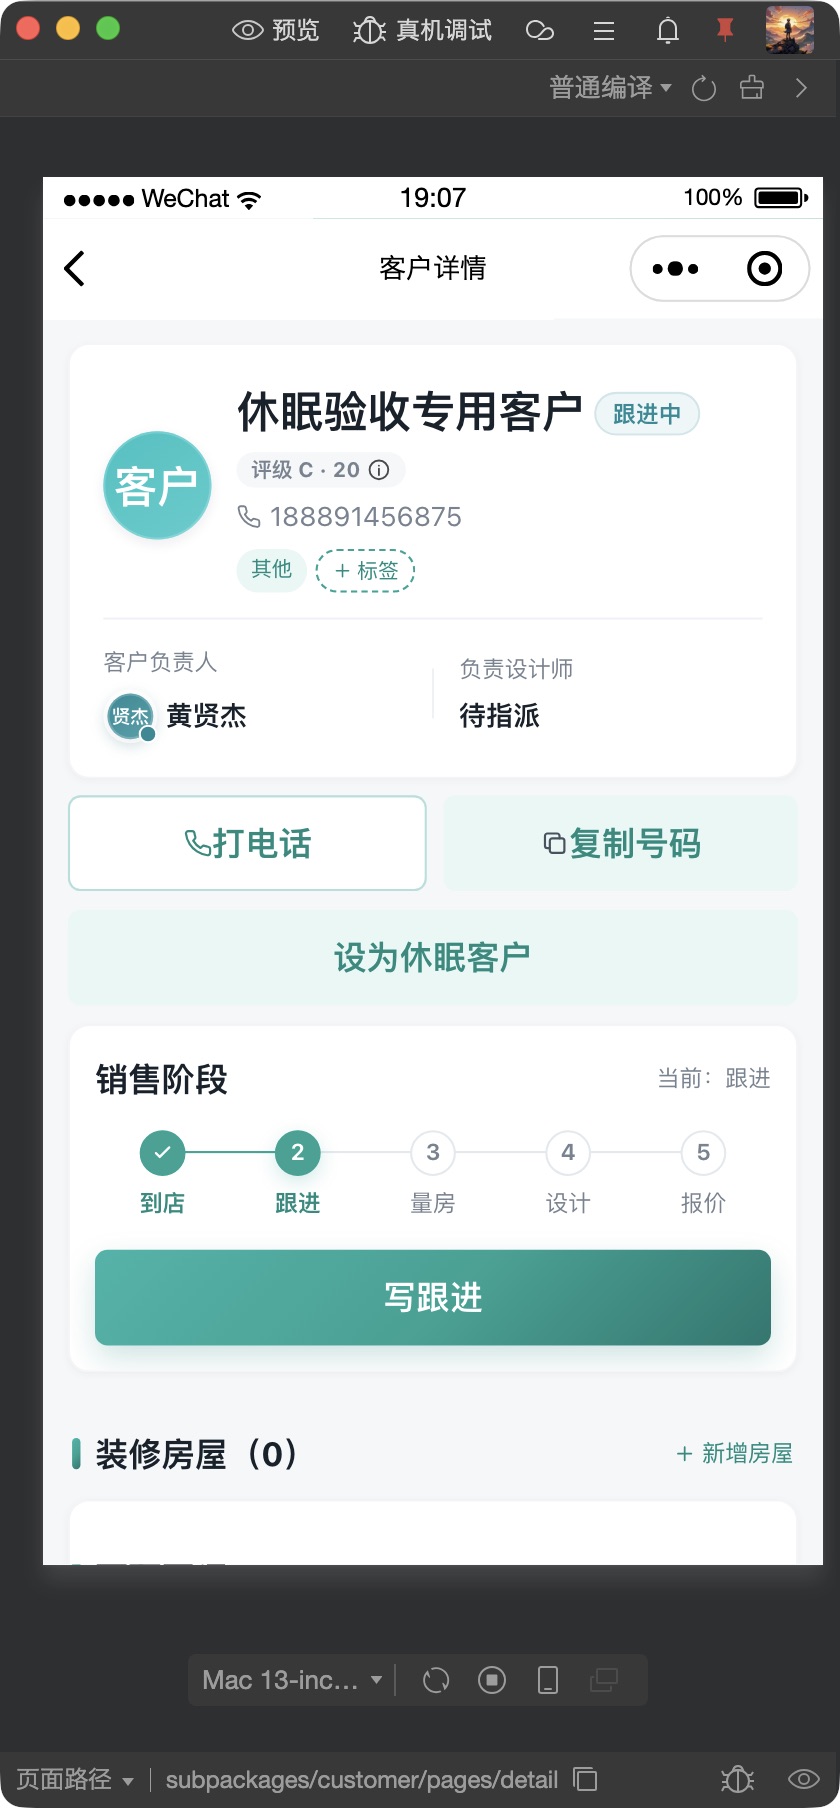 预览 真机调试
普通编译
WeChat 19:07 100%
客户详情
休眠验收专用客户 跟进中
客户
评级 C · 20
188891456875
其他 + 标签
客户负责人 负责设计师
贤杰 黄贤杰 待指派
打电话 复制号码
设为休眠客户
销售阶段 当前：跟进
2 3 4 5
到店 跟进 量房 设计 报价
写跟进
装修房屋（0） + 新增房屋
Mac 13-inc...
页面路径 subpackages/customer/pages/detail